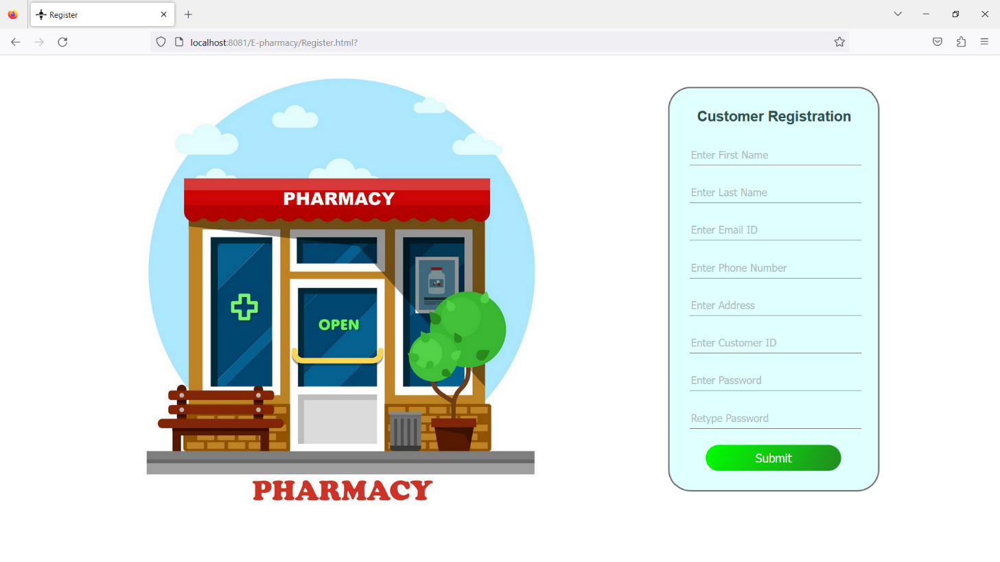 Register
localhost:8081/E-pharmacy/Register.html?
PHARMACY
OPEN
PHARMACY
Customer Registration
Enter First Name
Enter Last Name
Enter Email ID
Enter Phone Number
Enter Address
Enter Customer ID
Enter Password
Retype Password
Submit